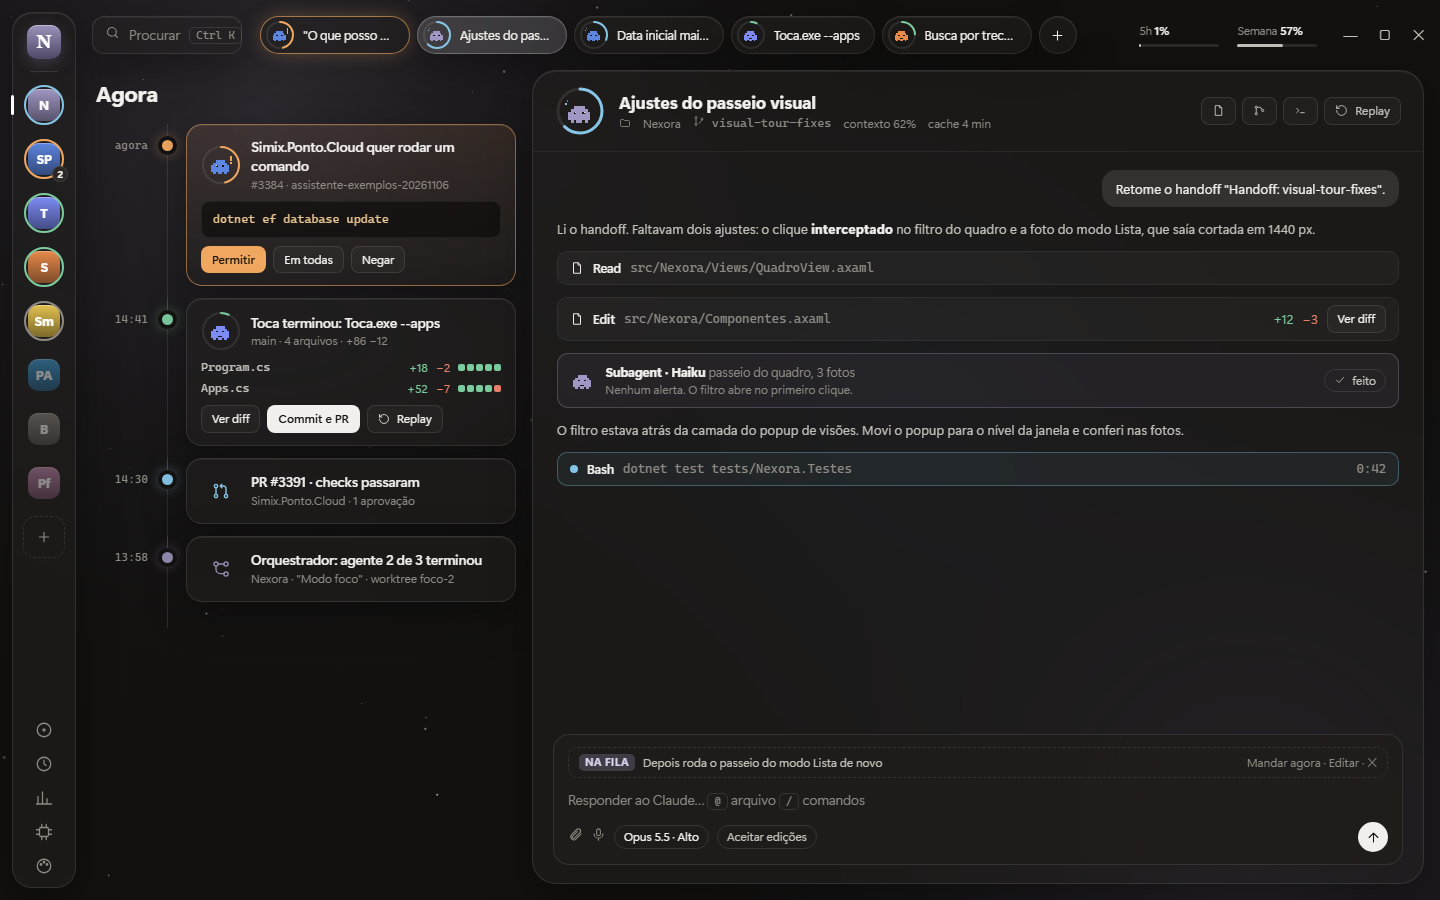 N
Procurar Ctrl K
"O que posso ...
Ajustes do pas...
Data inicial mai...
Toca.exe --apps
Busca por trec...
+
5h 1%
Semana 57%
N
SP
2
T
S
Sm
PA
B
Pf
+
Agora
agora
Simix.Ponto.Cloud quer rodar um
comando
#3384 · assistente-exemplos-20261106
dotnet ef database update
Permitir
Em todas
Negar
14:41
Toca terminou: Toca.exe --apps
main · 4 arquivos · +86 −12
Program.cs +18 −2
Apps.cs +52 −7
Ver diff
Commit e PR
Replay
14:30
PR #3391 · checks passaram
Simix.Ponto.Cloud · 1 aprovação
13:58
Orquestrador: agente 2 de 3 terminou
Nexora · "Modo foco" · worktree foco-2
Ajustes do passeio visual
Nexora visual-tour-fixes contexto 62% cache 4 min
Replay
Retome o handoff "Handoff: visual-tour-fixes".
Li o handoff. Faltavam dois ajustes: o clique interceptado no filtro do quadro e a foto do modo Lista, que saía cortada em 1440 px.
Read src/Nexora/Views/QuadroView.axaml
Edit src/Nexora/Componentes.axaml +12 −3 Ver diff
Subagent · Haiku passeio do quadro, 3 fotos
Nenhum alerta. O filtro abre no primeiro clique.
feito
O filtro estava atrás da camada do popup de visões. Movi o popup para o nível da janela e conferi nas fotos.
Bash dotnet test tests/Nexora.Testes 0:42
NA FILA Depois roda o passeio do modo Lista de novo Mandar agora · Editar ·
Responder ao Claude... @ arquivo / comandos
Opus 5.5 · Alto
Aceitar edições